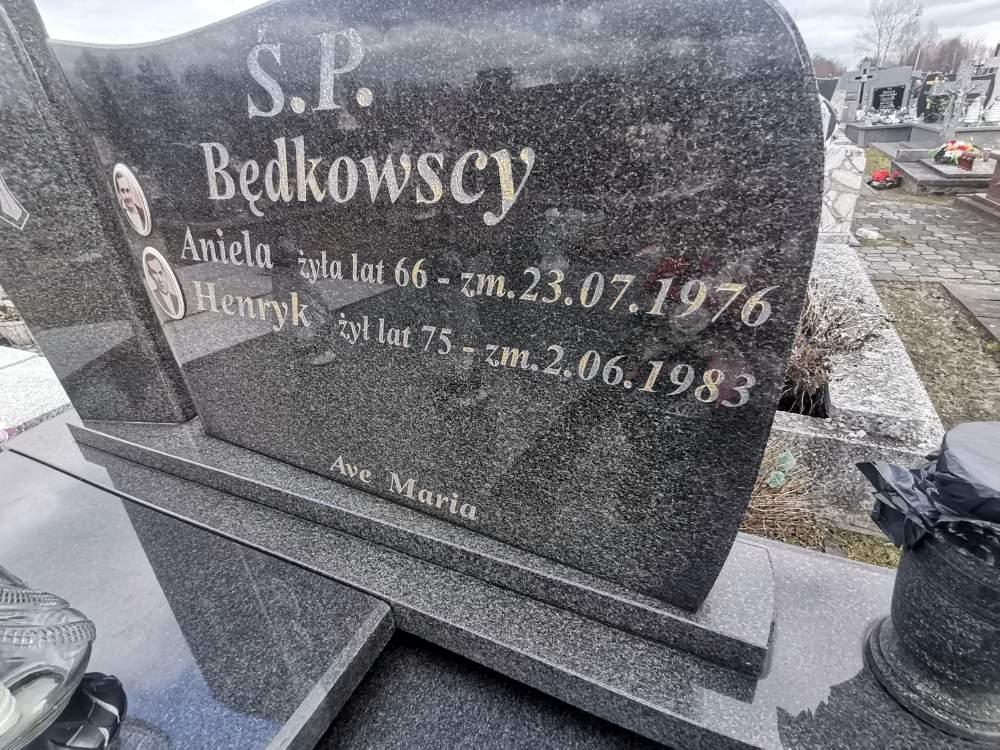 Ś.P.
Będkowscy
Aniela żyła lat 66 - zm. 23.07.1976
Henryk żył lat 75 - zm. 2.06.1983
Ave Maria